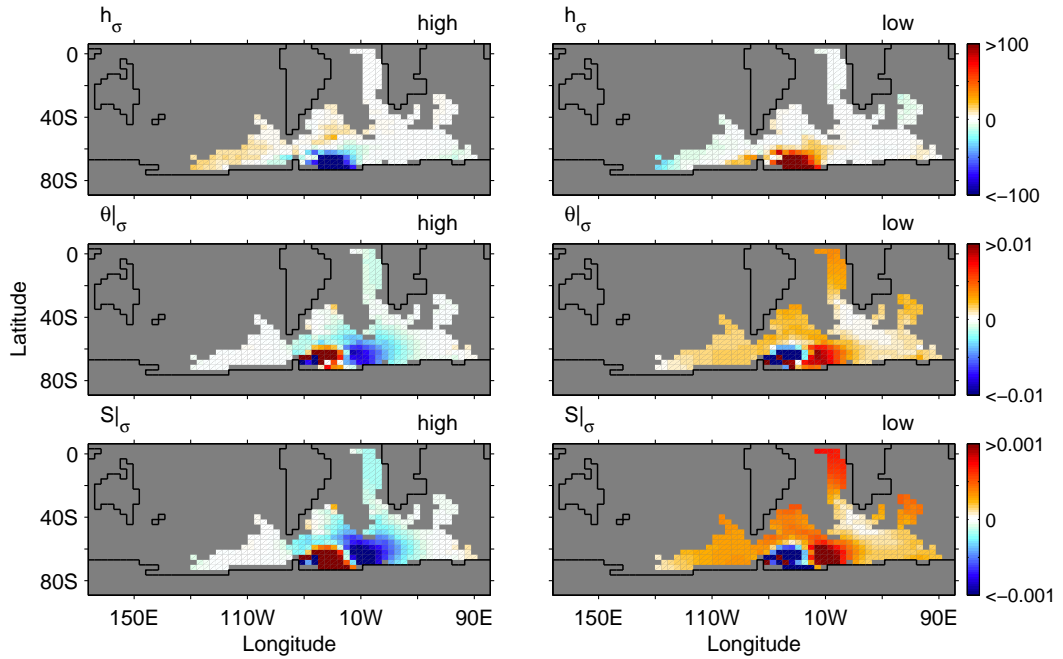 h_σ high
h_σ low
0
40S
80S
>100
0
<−100
θ|_σ high
θ|_σ low
0
40S
80S
>0.01
0
<−0.01
Latitude
S|_σ high
S|_σ low
0
40S
80S
>0.001
0
<−0.001
150E 110W 10W 90E
150E 110W 10W 90E
Longitude
Longitude